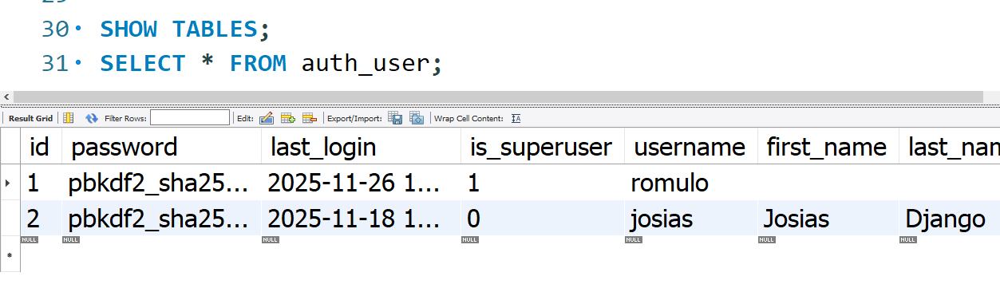 30 SHOW TABLES;
31 SELECT * FROM auth_user;
Result Grid Filter Rows: Edit: Export/Import: Wrap Cell Content:
id password last_login is_superuser username first_name last_nam
1 pbkdf2_sha25... 2025-11-26 1... 1 romulo
2 pbkdf2_sha25... 2025-11-18 1... 0 josias Josias Django
NULL NULL NULL NULL NULL NULL NULL